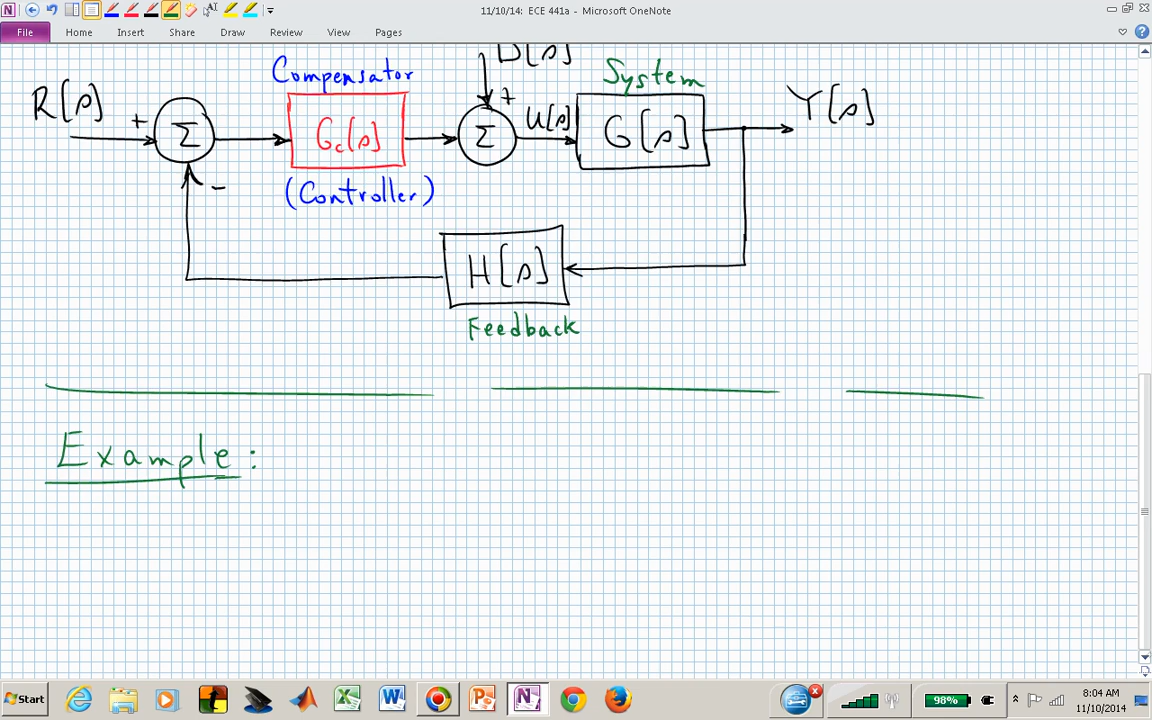 11/10/14: ECE 441a - Microsoft OneNote
File Home Insert Share Draw Review View Pages
D[s]
Compensator
System
R[s]
+
Σ
Gc[s]
+
Σ
U[s]
G[s]
Y[s]
-
(Controller)
H[s]
Feedback
Example:
Start
98%
8:04 AM
11/10/2014